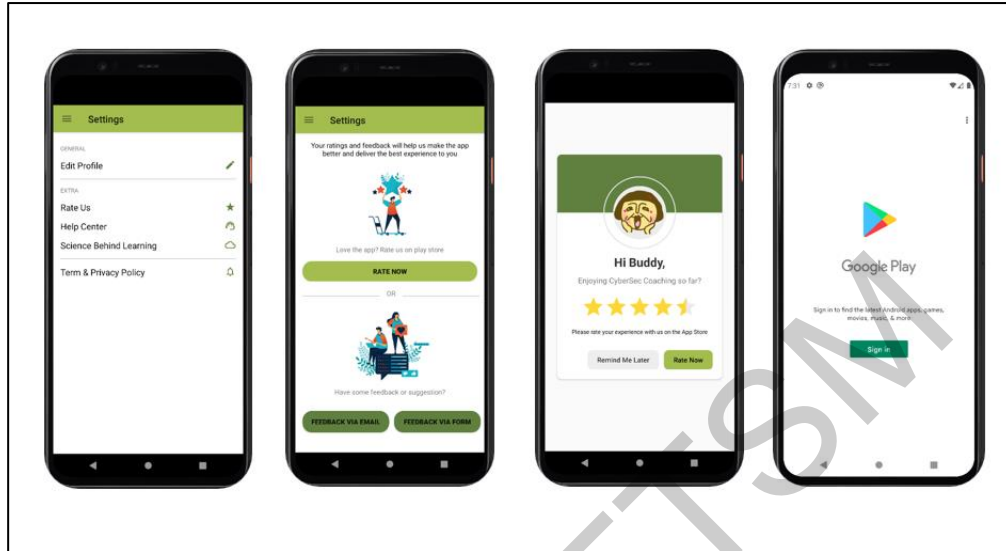 Settings
GENERAL
Edit Profile
EXTRA
Rate Us
Help Center
Science Behind Learning
Term & Privacy Policy
Settings
Your ratings and feedback will help us make the app
better and deliver the best experience to you
Love the app? Rate us on play store
RATE NOW
OR
Have some feedback or suggestion?
FEEDBACK VIA EMAIL
FEEDBACK VIA FORM
Hi Buddy,
Enjoying CyberSec Coaching so far?
Please rate your experience with us on the App Store
Remind Me Later
Rate Now
7:31
Google Play
Sign in to find the latest Android apps, games,
movies, music, & more
Sign in
FTSM